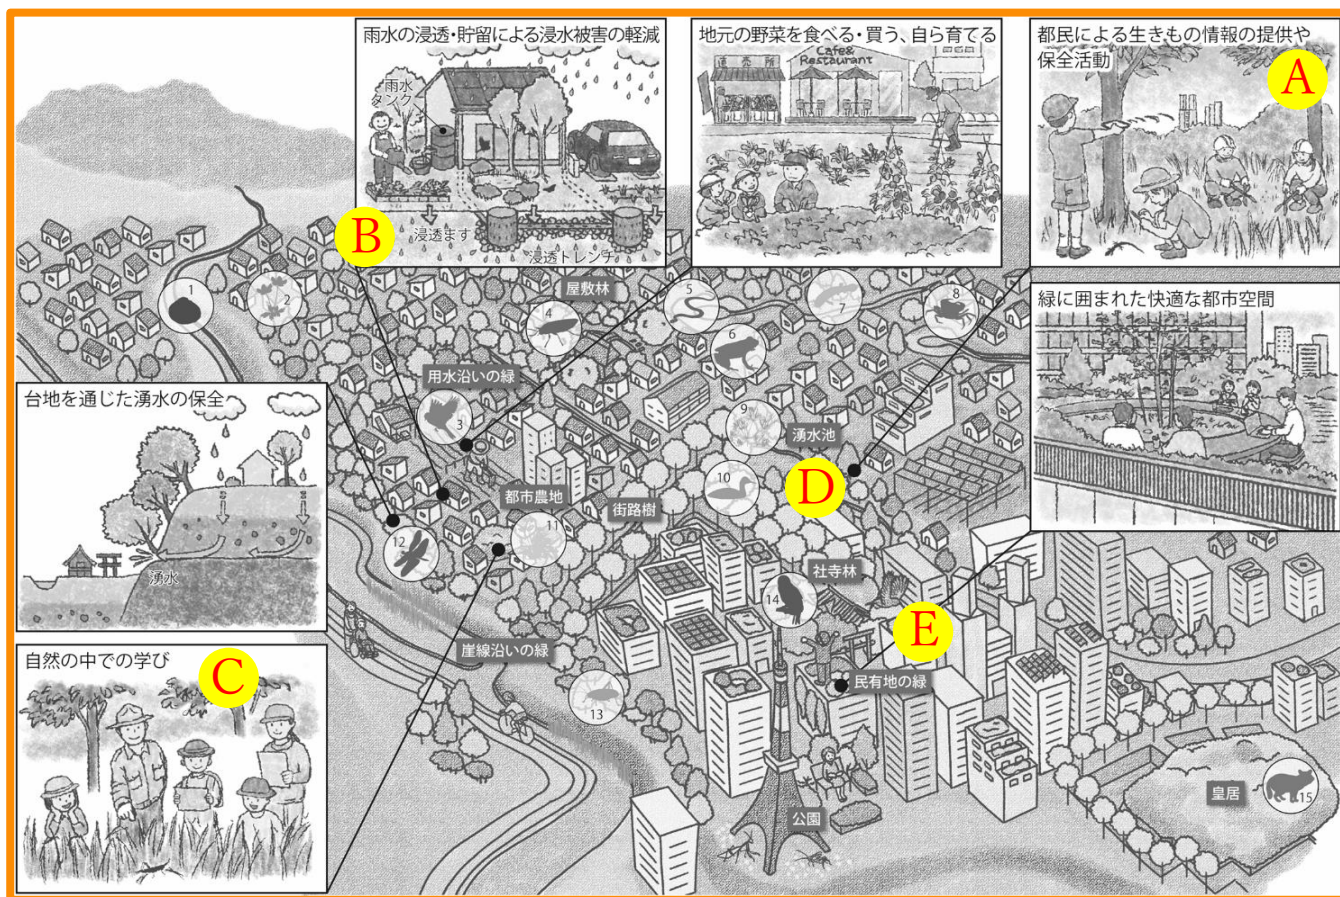 雨水の浸透・貯留による浸水被害の軽減
雨水
タンク
浸透ます
浸透トレンチ
B
地元の野菜を食べる・買う、自ら育てる
直売所
Cafe&
Restaurant
都民による生きもの情報の提供や
保全活動
A
緑に囲まれた快適な都市空間
台地を通じた湧水の保全
湧水
自然の中での学び
C
1
2
屋敷林
4
5
6
7
8
用水沿いの緑
3
9
湧水池
10
D
都市農地
11
街路樹
12
社寺林
14
E
崖線沿いの緑
民有地の緑
13
公園
皇居
15